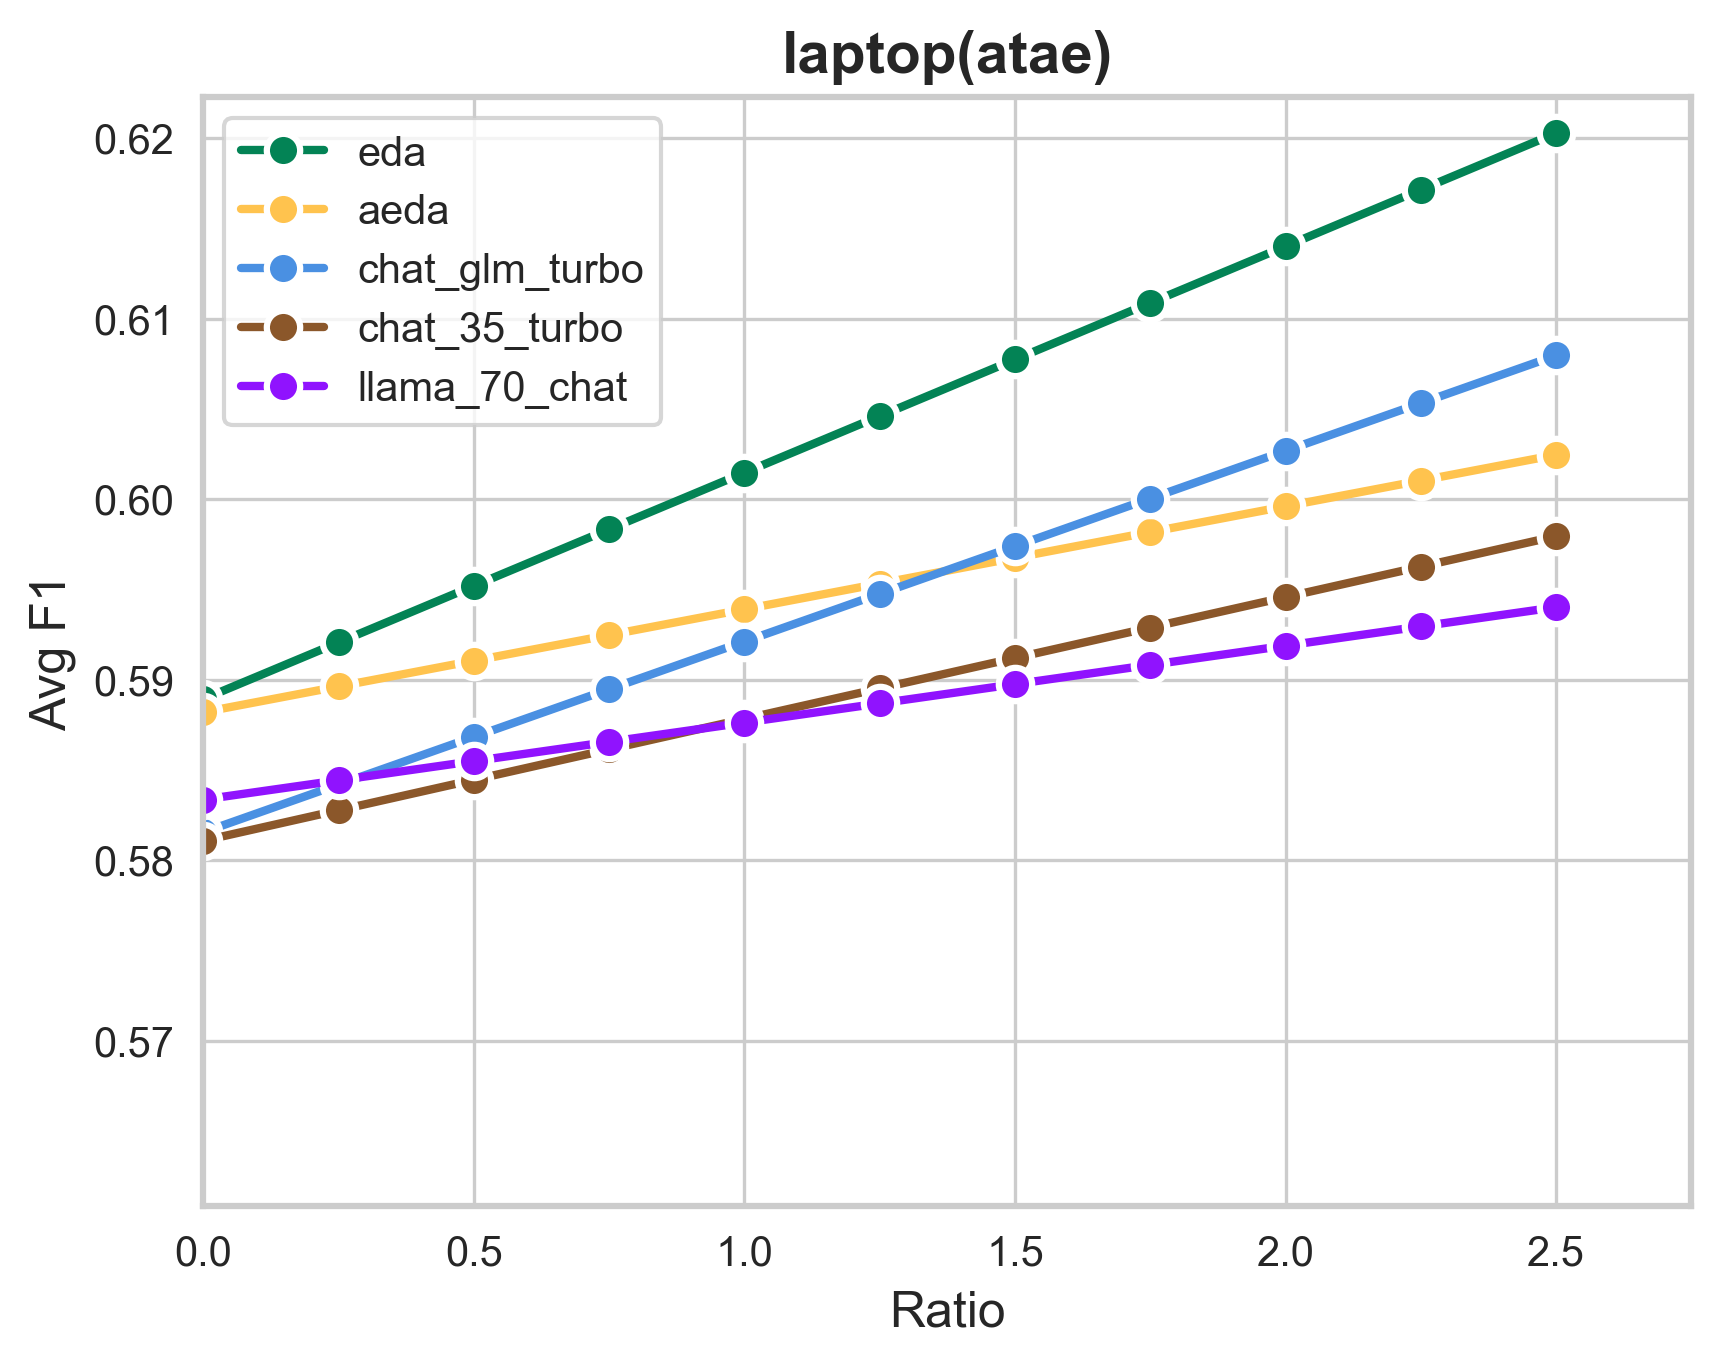 laptop(atae)
eda
aeda
chat_glm_turbo
chat_35_turbo
llama_70_chat
0.62
0.61
0.60
0.59
0.58
0.57
Avg F1
0.0 0.5 1.0 1.5 2.0 2.5
Ratio